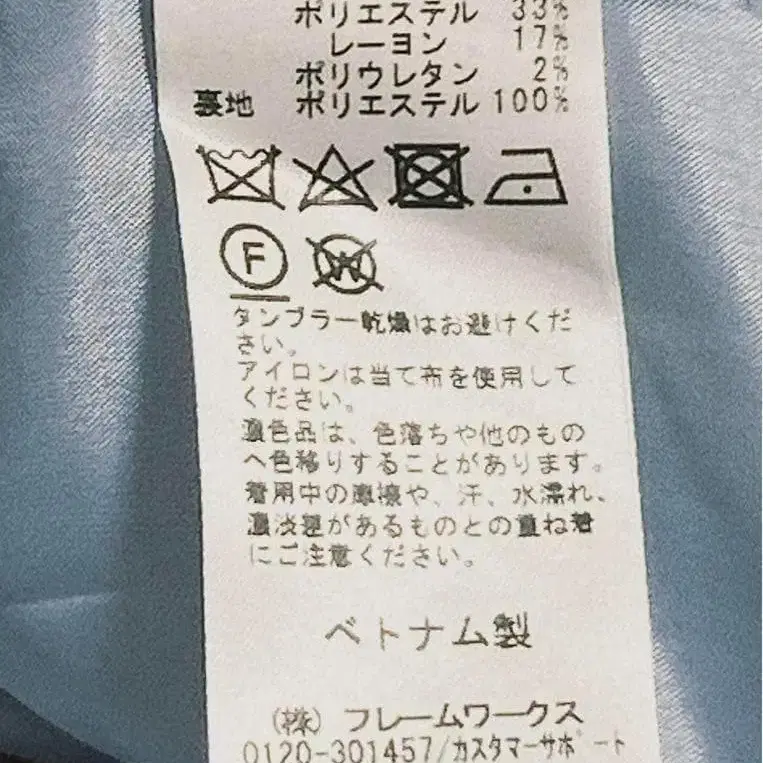 ポリエステル 33%
レーヨン 17%
ポリウレタン 2%
裏地 ポリエステル 100%
F
W
タンブラー乾燥はお避けくだ
さい。
アイロンは当て布を使用して
ください。
濃色品は、色落ちや他のもの
へ色移りすることがあります。
着用中の摩擦や、汗、水濡れ、
濃淡差があるものとの重ね着
にご注意ください。
ベトナム製
(株) フレームワークス
0120-301457/カスタマーサポート